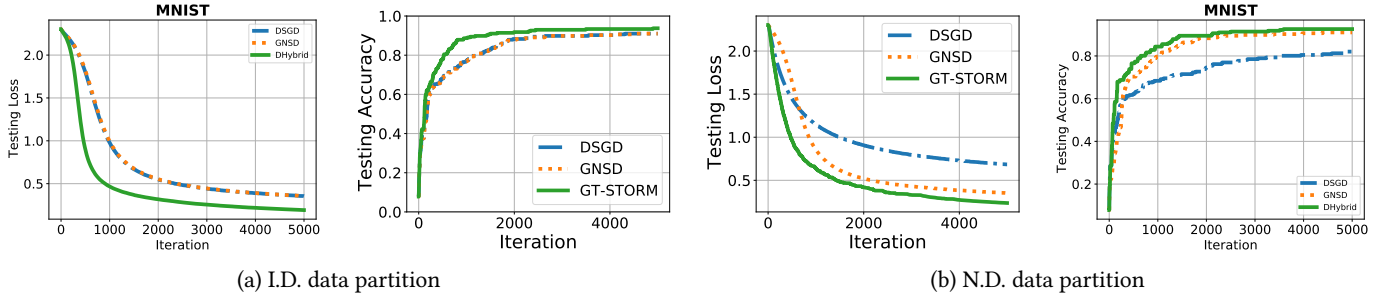 MNIST
Testing Loss
2.0
1.5
1.0
0.5
0 1000 2000 3000 4000 5000
Iteration
DSGD
GNSD
DHybrid
Testing Accuracy
1.0
0.8
0.6
0.4
0.2
0.0
0 2000 4000
Iteration
DSGD
GNSD
GT-STORM
(a) I.D. data partition
Testing Loss
2.0
1.5
1.0
0.5
0 2000 4000
Iteration
DSGD
GNSD
GT-STORM
MNIST
Testing Accuracy
0.8
0.6
0.4
0.2
0 1000 2000 3000 4000 5000
Iteration
DSGD
GNSD
DHybrid
(b) N.D. data partition